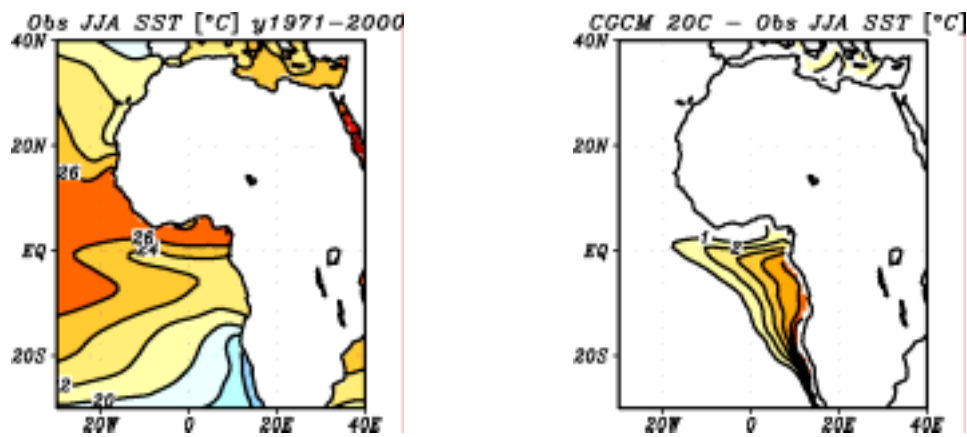 Obs JJA SST [°C] y1971-2000
40N
20N
EQ
20S
20W
0
20E
40E
26
26
24
2
20
CGCM 20C - Obs JJA SST [°C]
40N
20N
EQ
20S
20W
0
20E
40E
1
2